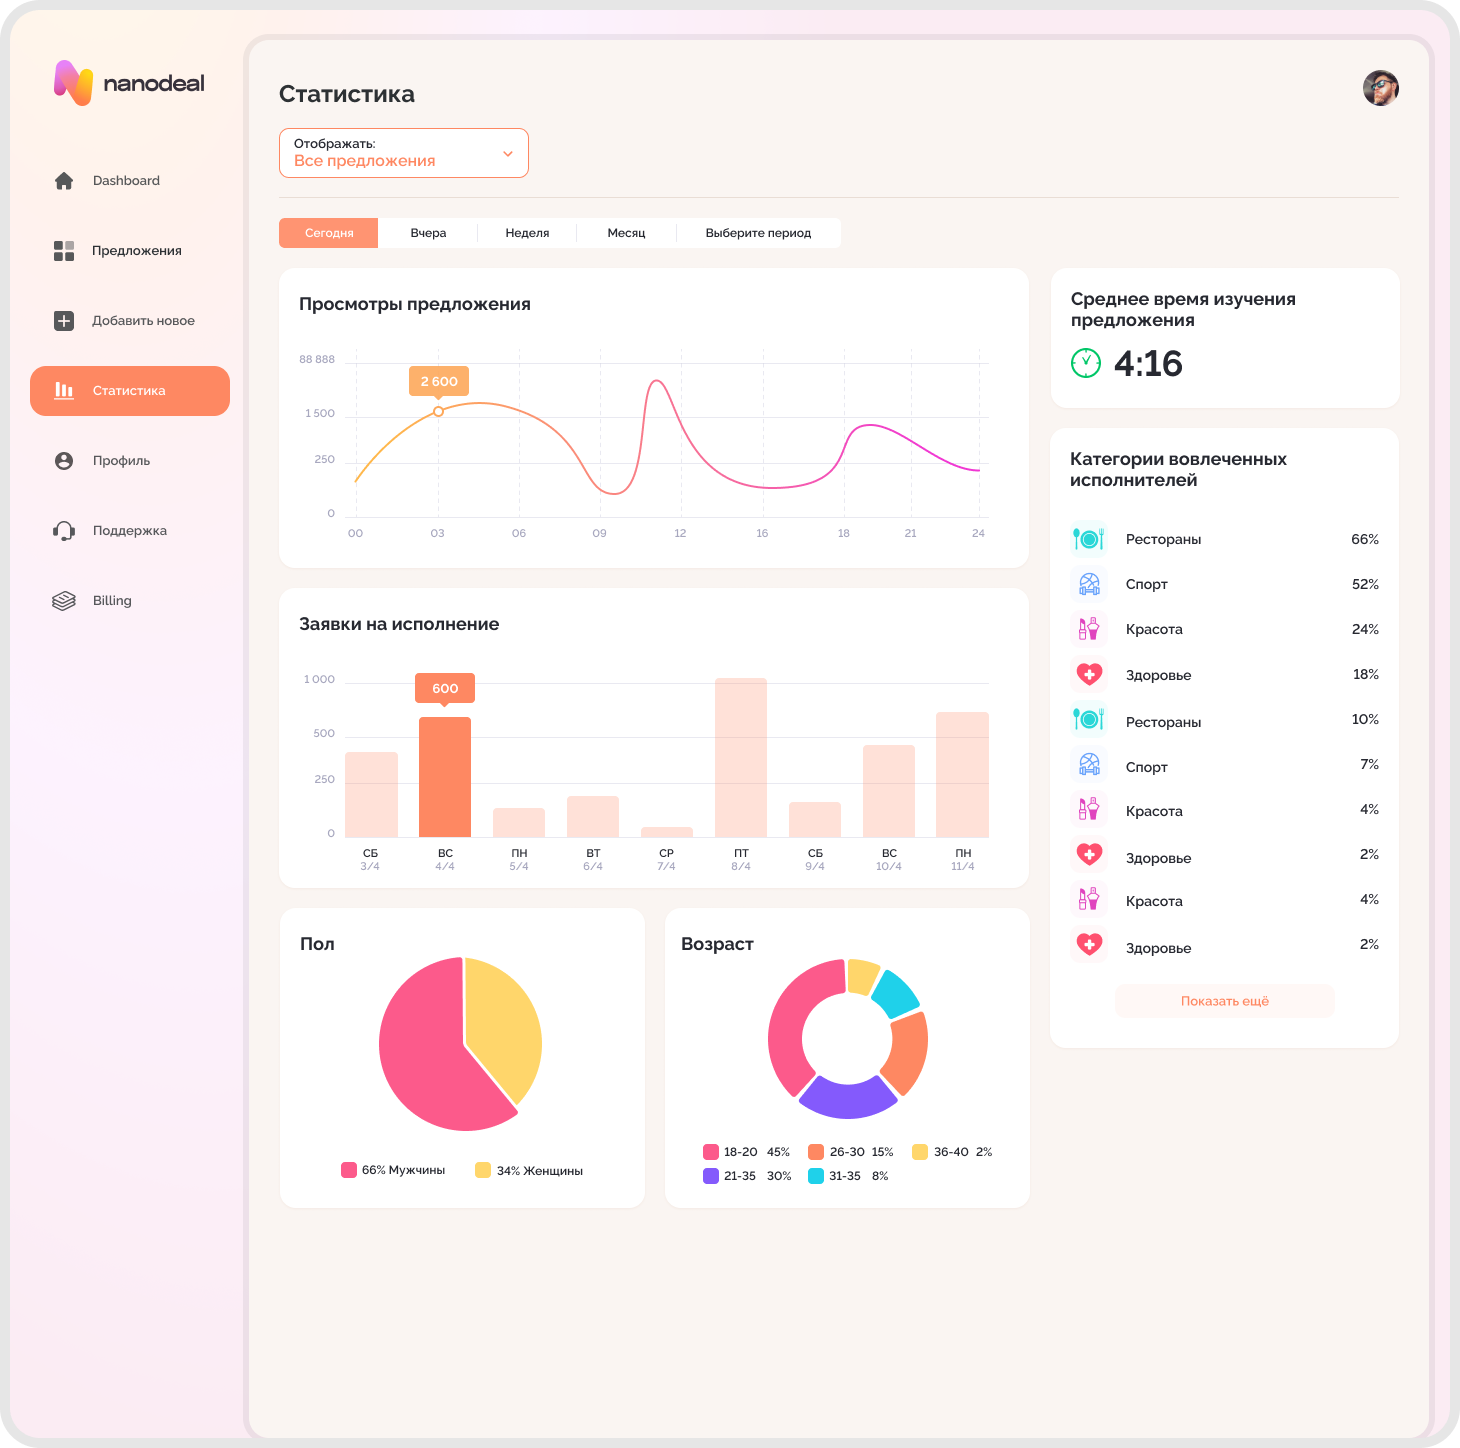 nanodeal
Dashboard
Предложения
Добавить новое
Статистика
Профиль
Поддержка
Billing
Статистика
Отображать:
Все предложения
Сегодня
Вчера
Неделя
Месяц
Выберите период
Просмотры предложения
88 888
1 500
250
0
2 600
00
03
06
09
12
16
18
21
24
Заявки на исполнение
1 000
500
250
0
600
СБ
3/4
ВС
4/4
ПН
5/4
ВТ
6/4
СР
7/4
ПТ
8/4
СБ
9/4
ВС
10/4
ПН
11/4
Пол
66% Мужчины
34% Женщины
Возраст
18-20 45%
26-30 15%
36-40 2%
21-35 30%
31-35 8%
Среднее время изучения
предложения
4:16
Категории вовлеченных
исполнителей
Рестораны 66%
Спорт 52%
Красота 24%
Здоровье 18%
Рестораны 10%
Спорт 7%
Красота 4%
Здоровье 2%
Красота 4%
Здоровье 2%
Показать ещё